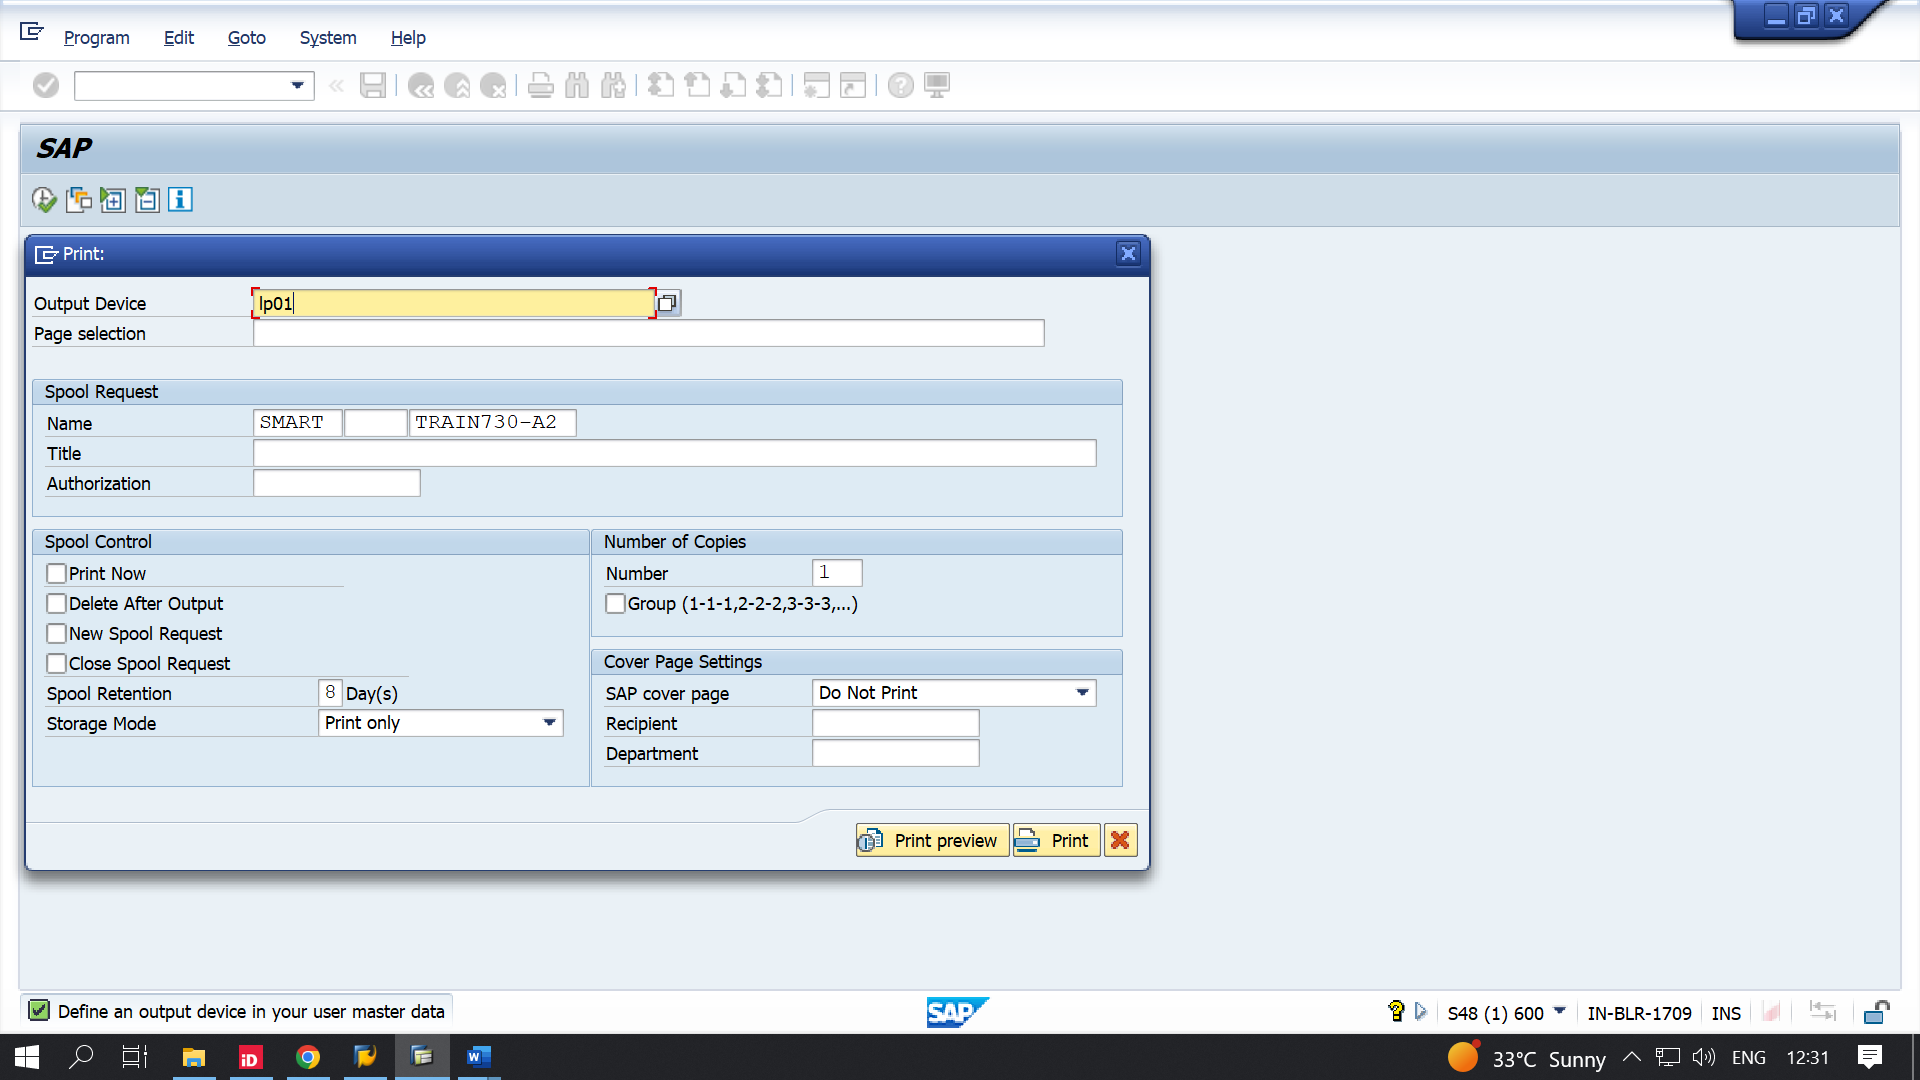 Program Edit Goto System Help
SAP
Print:
Output Device lp01
Page selection
Spool Request
Name SMART TRAIN730-A2
Title
Authorization
Spool Control
Print Now
Delete After Output
New Spool Request
Close Spool Request
Spool Retention 8 Day(s)
Storage Mode Print only
Number of Copies
Number 1
Group (1-1-1,2-2-2,3-3-3,...)
Cover Page Settings
SAP cover page Do Not Print
Recipient
Department
Print preview Print
Define an output device in your user master data
SAP
S48 (1) 600 IN-BLR-1709 INS
iD
W
33°C Sunny ENG 12:31